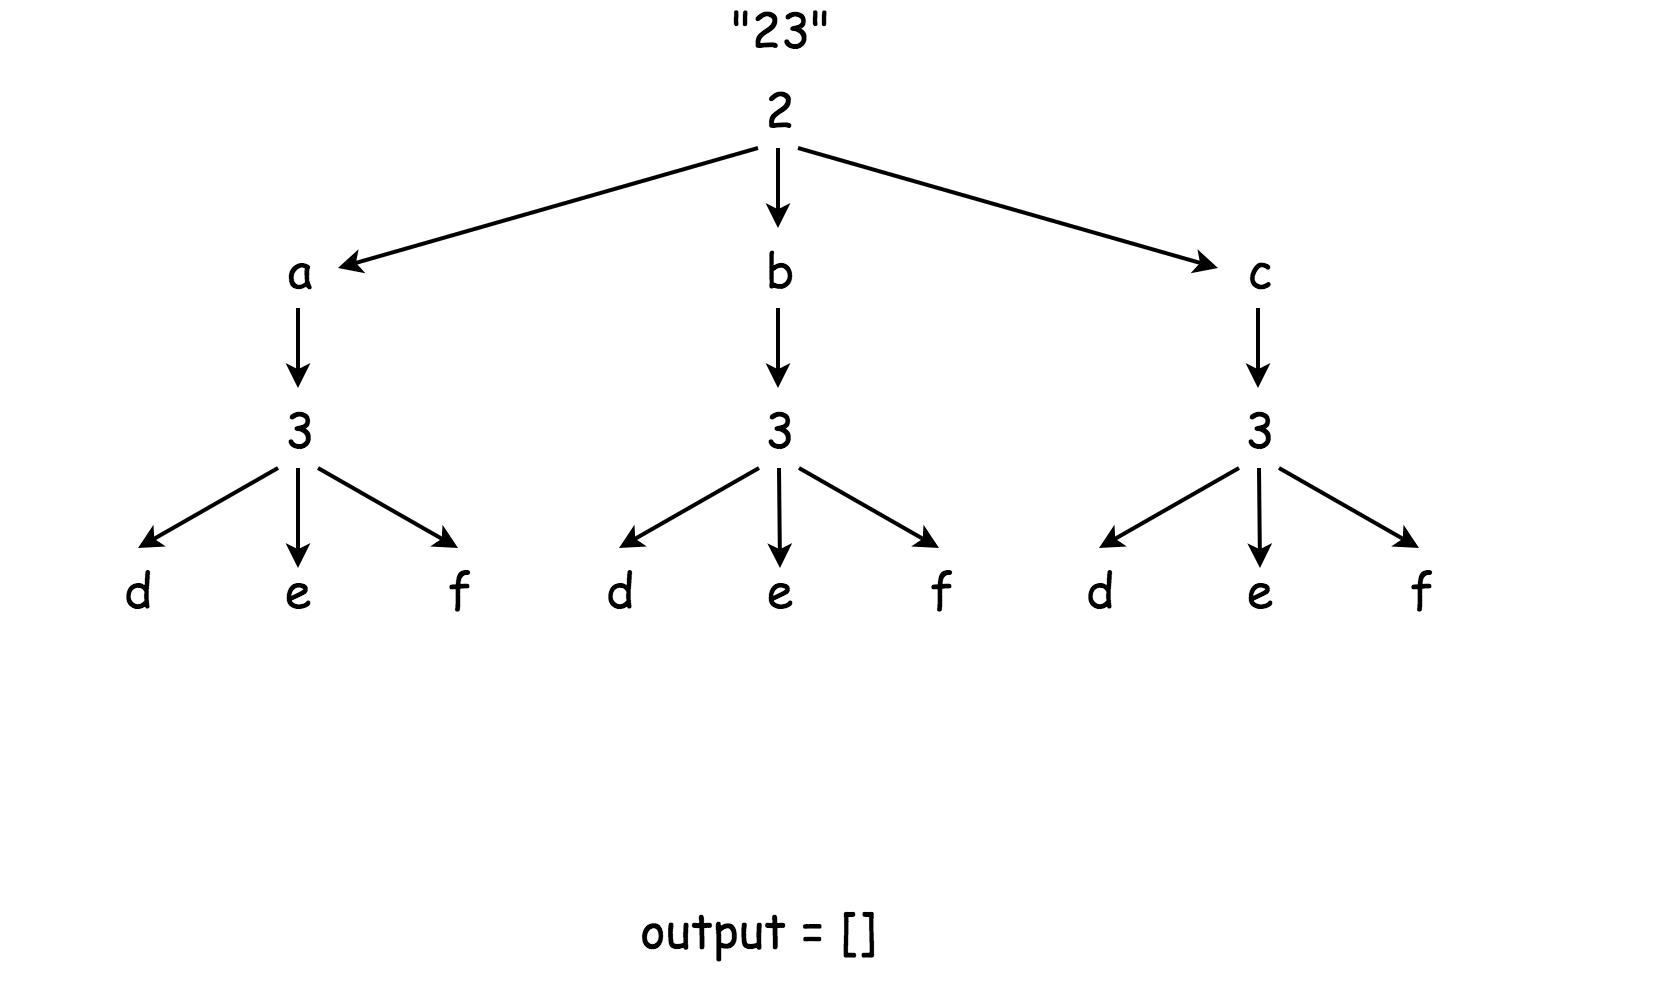 "23"
2
a b c
3 3 3
d e f d e f d e f
output = []